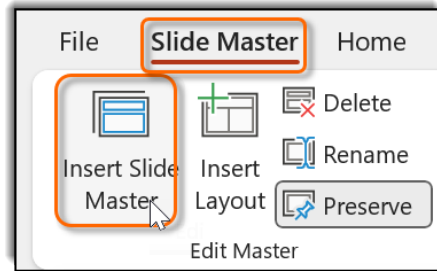 File Slide Master Home
Insert Slide Master
Insert Layout
Delete
Rename
Preserve
Edit Master